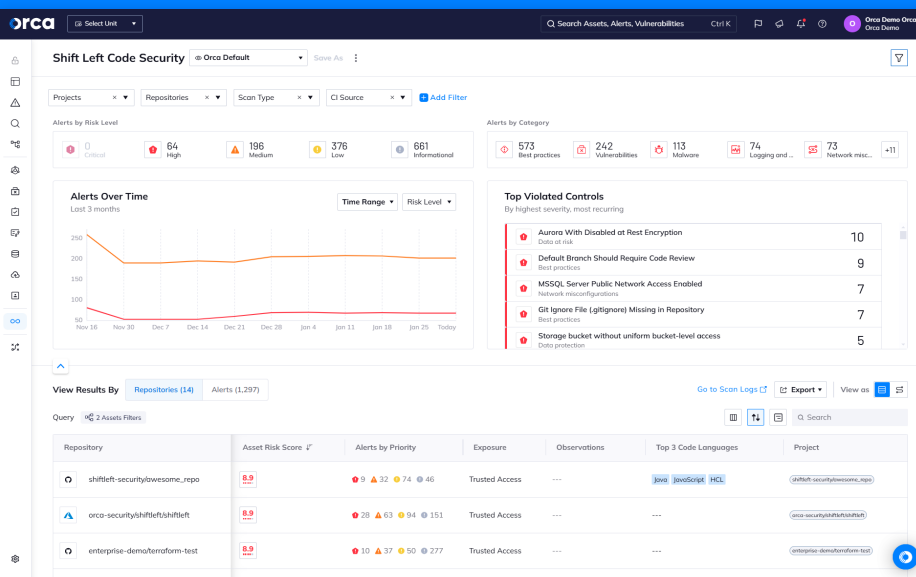 orca
Select Unit
Search Assets, Alerts, Vulnerabilities Ctrl K
O
Orca Demo Orca
Orca Demo
Shift Left Code Security
Orca Default
Save As
Projects ×
Repositories ×
Scan Type ×
CI Source ×
Add Filter
Alerts by Risk Level
0 Critical
64 High
196 Medium
376 Low
661 Informational
Alerts by Category
573 Best practices
242 Vulnerabilities
113 Malware
74 Logging and ...
73 Network misc...
+11
Alerts Over Time
Last 3 months
Time Range
Risk Level
250
200
150
100
50
Nov 16 Nov 30 Dec 7 Dec 14 Dec 21 Dec 28 Jan 4 Jan 11 Jan 18 Jan 25 Today
Top Violated Controls
By highest severity, most recurring
Aurora With Disabled at Rest Encryption 10
Data at risk
Default Branch Should Require Code Review 9
Best practices
MSSQL Server Public Network Access Enabled 7
Network misconfigurations
Git Ignore File (.gitignore) Missing in Repository 7
Best practices
Storage bucket without uniform bucket-level access 5
Data protection
View Results By
Repositories (14)
Alerts (1,297)
Go to Scan Logs
Export
View as
Query
2 Assets Filters
Search
Repository Asset Risk Score Alerts by Priority Exposure Observations Top 3 Code Languages Project
shiftleft-security/awesome_repo 8.9 9 32 74 46 Trusted Access --- Java JavaScript HCL shiftleft-security/awesome_repo
orca-security/shiftleft/shiftleft 8.9 28 63 94 151 Trusted Access --- --- orca-security/shiftleft/shiftleft
enterprise-demo/terraform-test 8.9 10 37 50 277 Trusted Access --- --- enterprise-demo/terraform-test